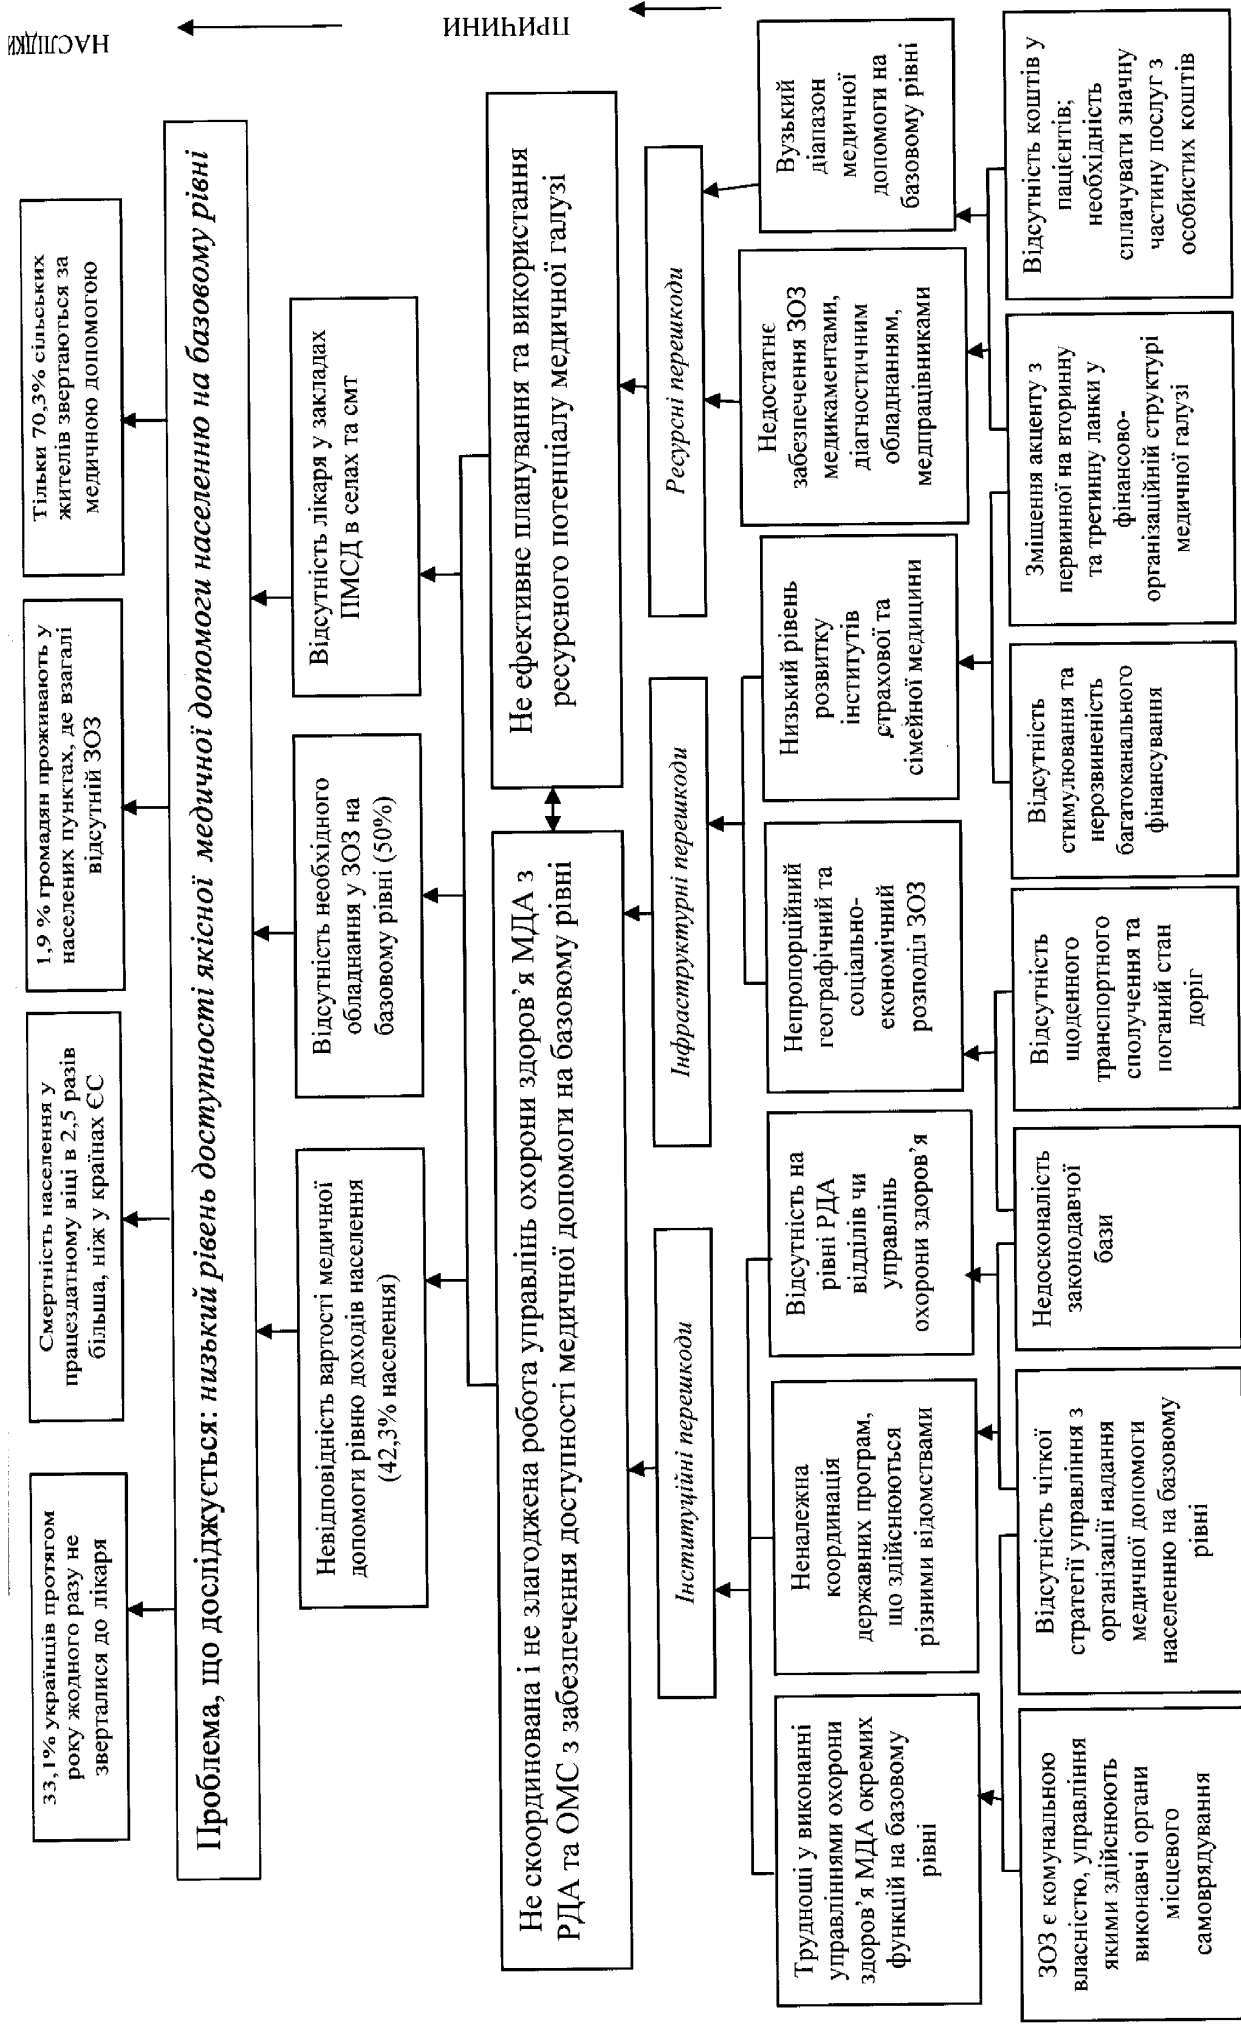 НАСЛІДКИ
ПРИЧИНИ
33,1% українців протягом
року жодного разу не
зверталися до лікаря
Смертність населення у
працездатному віці в 2,5 разів
більша, ніж у країнах ЄС
1,9 % громадян проживають у
населених пунктах, де взагалі
відсутній ЗОЗ
Тільки 70,3% сільських
жителів звертаються за
медичною допомогою
Проблема, що досліджується: низький рівень доступності якісної медичної допомоги населенню на базовому рівні
Невідповідність вартості медичної
допомоги рівню доходів населення
(42,3% населення)
Відсутність необхідного
обладнання у ЗОЗ на
базовому рівні (50%)
Відсутність лікаря у закладах
ПМСД в селах та смт
Не скоординована і не злагоджена робота управлінь охорони здоров’я МДА з
РДА та ОМС з забезпечення доступності медичної допомоги на базовому рівні
Не ефективне планування та використання
ресурсного потенціалу медичної галузі
Інституційні перешкоди
Інфраструктурні перешкоди
Ресурсні перешкоди
Труднощі у виконанні
управліннями охорони
здоров’я МДА окремих
функцій на базовому
рівні
Неналежна
координація
державних програм,
що здійснюються
різними відомствами
Відсутність на
рівні РДА
відділів чи
управлінь
охорони здоров’я
Непропорційний
географічний та
соціально-
економічний
розподіл ЗОЗ
Низький рівень
розвитку
інститутів
страхової та
сімейної медицини
Недостатнє
забезпечення ЗОЗ
медикаментами,
діагностичним
обладнанням,
медпрацівниками
Вузький
діапазон
медичної
допомоги на
базовому рівні
ЗОЗ є комунальною
власністю, управління
якими здійснюють
виконавчі органи
місцевого
самоврядування
Відсутність чіткої
стратегії управління з
організації надання
медичної допомоги
населенню на базовому
рівні
Недосконалість
законодавчої
бази
Відсутність
щоденного
транспортного
сполучення та
поганий стан
доріг
Відсутність
стимулювання та
нерозвиненість
багатоканального
фінансування
Зміщення акценту з
первинної на вторинну
та третинну ланки у
фінансово-
організаційній структурі
медичної галузі
Відсутність коштів у
пацієнтів;
необхідність
сплачувати значну
частину послуг з
особистих коштів